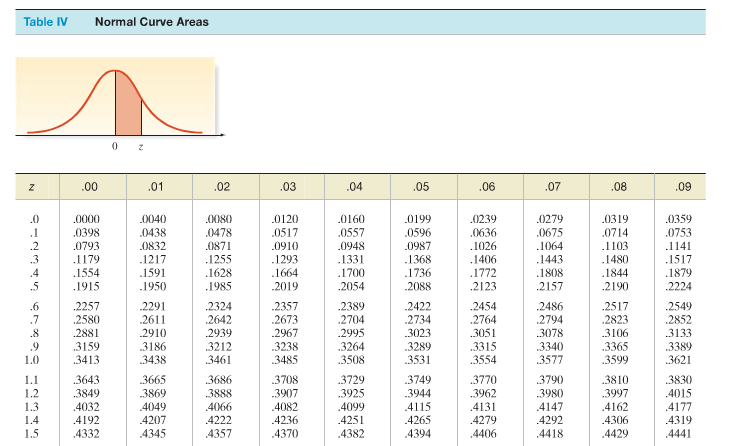 Table IV Normal Curve Areas
0 z
z .00 .01 .02 .03 .04 .05 .06 .07 .08 .09
.0 .0000 .0040 .0080 .0120 .0160 .0199 .0239 .0279 .0319 .0359
.1 .0398 .0438 .0478 .0517 .0557 .0596 .0636 .0675 .0714 .0753
.2 .0793 .0832 .0871 .0910 .0948 .0987 .1026 .1064 .1103 .1141
.3 .1179 .1217 .1255 .1293 .1331 .1368 .1406 .1443 .1480 .1517
.4 .1554 .1591 .1628 .1664 .1700 .1736 .1772 .1808 .1844 .1879
.5 .1915 .1950 .1985 .2019 .2054 .2088 .2123 .2157 .2190 .2224
.6 .2257 .2291 .2324 .2357 .2389 .2422 .2454 .2486 .2517 .2549
.7 .2580 .2611 .2642 .2673 .2704 .2734 .2764 .2794 .2823 .2852
.8 .2881 .2910 .2939 .2967 .2995 .3023 .3051 .3078 .3106 .3133
.9 .3159 .3186 .3212 .3238 .3264 .3289 .3315 .3340 .3365 .3389
1.0 .3413 .3438 .3461 .3485 .3508 .3531 .3554 .3577 .3599 .3621
1.1 .3643 .3665 .3686 .3708 .3729 .3749 .3770 .3790 .3810 .3830
1.2 .3849 .3869 .3888 .3907 .3925 .3944 .3962 .3980 .3997 .4015
1.3 .4032 .4049 .4066 .4082 .4099 .4115 .4131 .4147 .4162 .4177
1.4 .4192 .4207 .4222 .4236 .4251 .4265 .4279 .4292 .4306 .4319
1.5 .4332 .4345 .4357 .4370 .4382 .4394 .4406 .4418 .4429 .4441